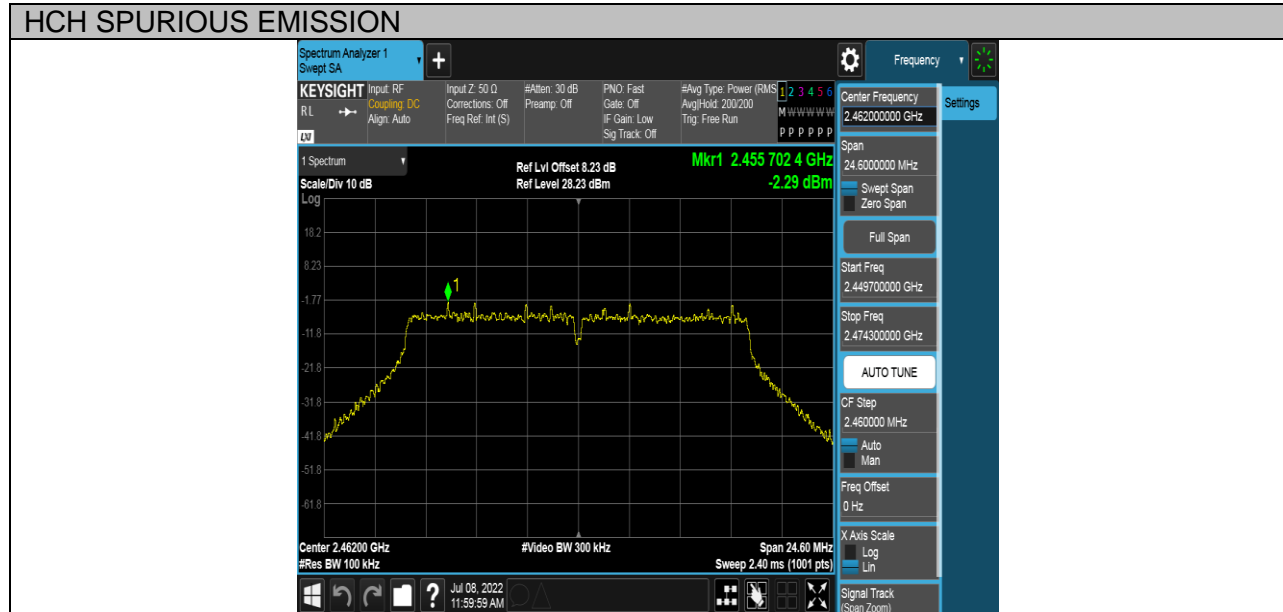 HCH SPURIOUS EMISSION
Spectrum Analyzer 1
Swept SA
Frequency
KEYSIGHT
RL
LXI
Input: RF
Coupling: DC
Align: Auto
Input Z: 50 Ω
Corrections: Off
Freq Ref: Int (S)
#Atten: 30 dB
Preamp: Off
PNO: Fast
Gate: Off
IF Gain: Low
Sig Track: Off
#Avg Type: Power (RMS
Avg|Hold: 200/200
Trig: Free Run
1 2 3 4 5 6
M W W W W W
P P P P P P
1 Spectrum
Scale/Div 10 dB
Log
Ref Lvl Offset 8.23 dB
Ref Level 28.23 dBm
Mkr1 2.455 702 4 GHz
-2.29 dBm
18.2
8.23
1
-1.77
-11.8
-21.8
-31.8
-41.8
-51.8
-61.8
Center 2.46200 GHz
#Video BW 300 kHz
Span 24.60 MHz
#Res BW 100 kHz
Sweep 2.40 ms (1001 pts)
?
Jul 08, 2022
11:59:59 AM
Center Frequency
2.462000000 GHz
Settings
Span
24.6000000 MHz
Swept Span
Zero Span
Full Span
Start Freq
2.449700000 GHz
Stop Freq
2.474300000 GHz
AUTO TUNE
CF Step
2.460000 MHz
Auto
Man
Freq Offset
0 Hz
X Axis Scale
Log
Lin
Signal Track
(Span Zoom)